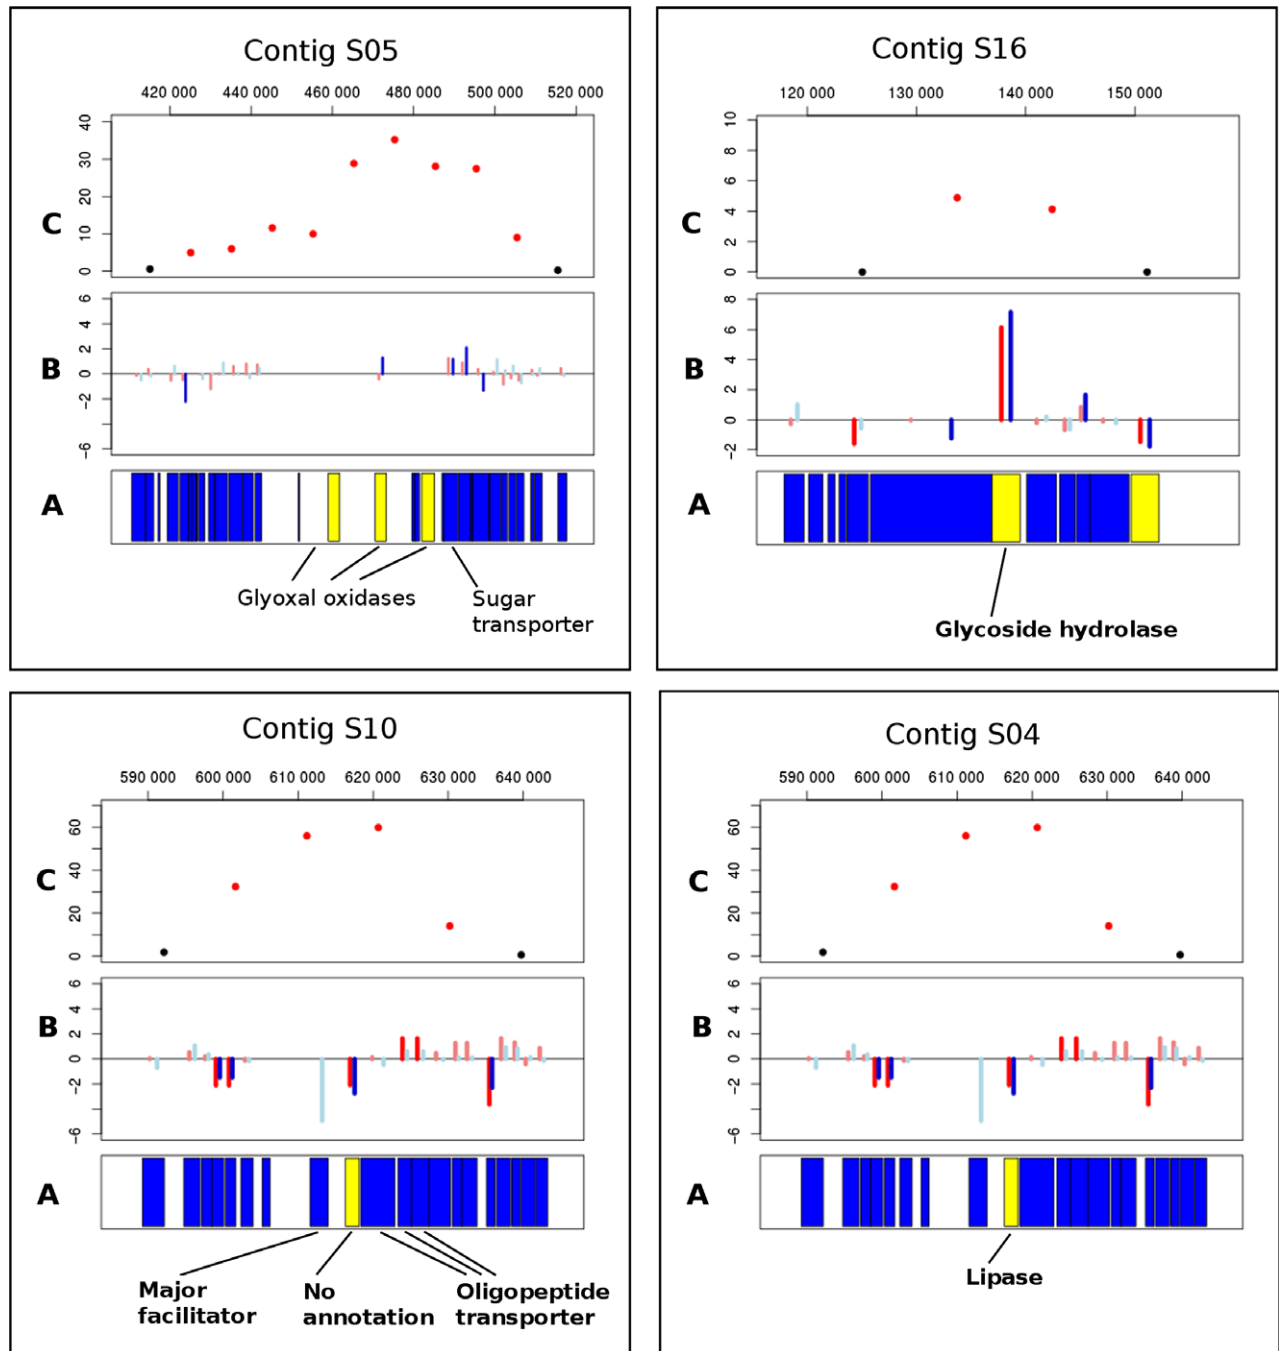 Contig S05
420 000 440 000 460 000 480 000 500 000 520 000
C
40
30
20
10
0
B
6
4
2
0
−2
−6
A
Glyoxal oxidases
Sugar
transporter
Contig S16
120 000 130 000 140 000 150 000
C
10
8
6
4
2
0
B
8
6
4
2
0
−2
A
Glycoside hydrolase
Contig S10
590 000 600 000 610 000 620 000 630 000 640 000
C
60
40
20
0
B
6
4
2
0
−2
−6
A
Major
facilitator
No
annotation
Oligopeptide
transporter
Contig S04
590 000 600 000 610 000 620 000 630 000 640 000
C
60
40
20
0
B
6
4
2
0
−2
−6
A
Lipase